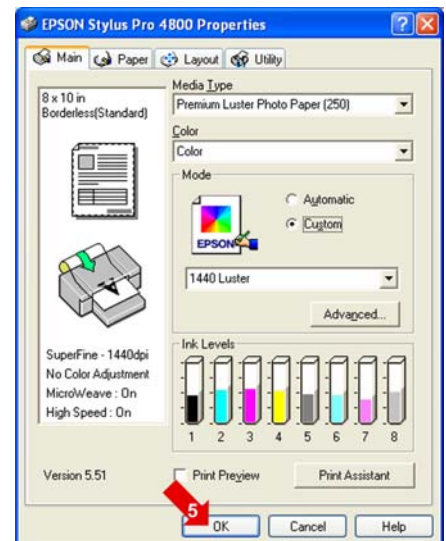 EPSON Stylus Pro 4800 Properties
Main Paper Layout Utility
8 x 10 in
Borderless(Standard)
SuperFine - 1440dpi
No Color Adjustment
MicroWeave : On
High Speed : On
Version 5.51
Media Type
Premium Luster Photo Paper (250)
Color
Color
Mode
EPSON
Automatic
Custom
1440 Luster
Advanced...
Ink Levels
1 2 3 4 5 6 7 8
Print Preview
Print Assistant
5
OK Cancel Help